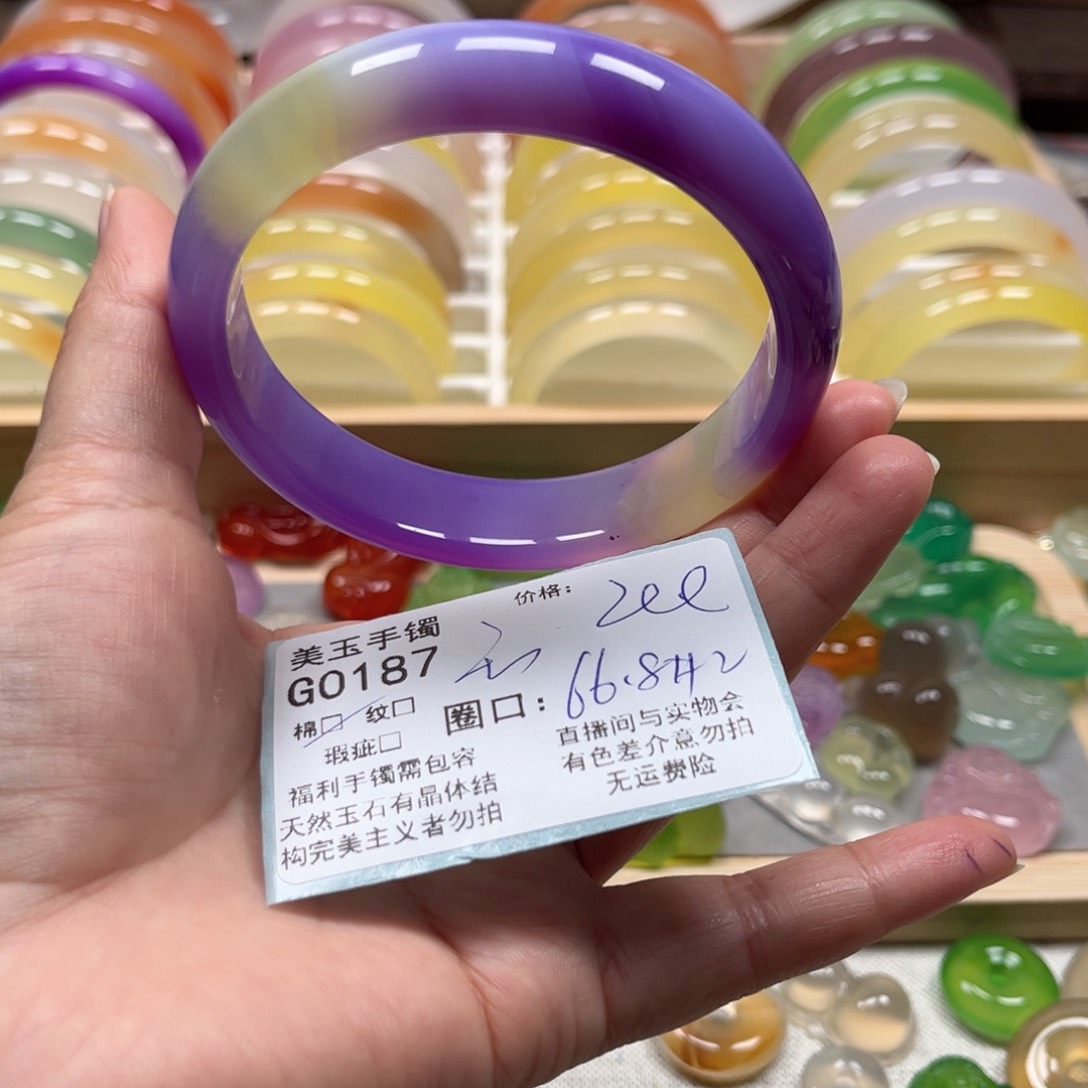 价格：
美玉手镯
G0187
棉□ 纹□
圈口：66.8
瑕疵□
福利手镯需包容
天然玉石有晶体结
构完美主义者勿拍
直播间与实物会
有色差介意勿拍
无运费险